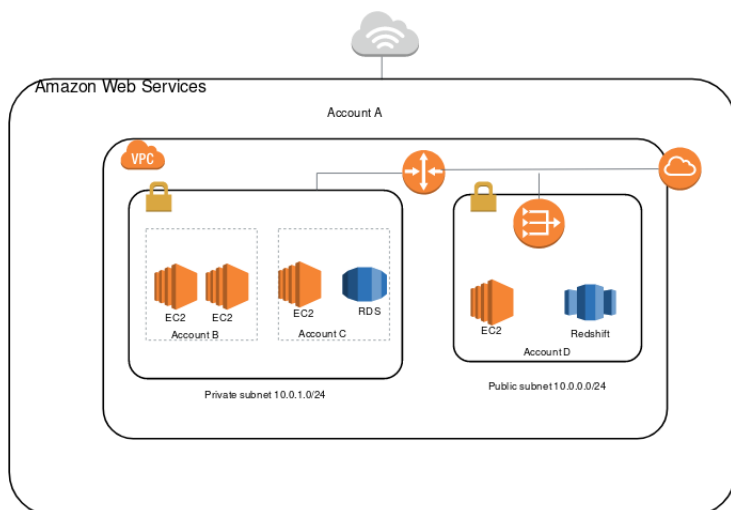 Amazon Web Services
Account A
VPC
EC2
EC2
Account B
EC2
RDS
Account C
EC2
Redshift
Account D
Private subnet 10.0.1.0/24
Public subnet 10.0.0.0/24